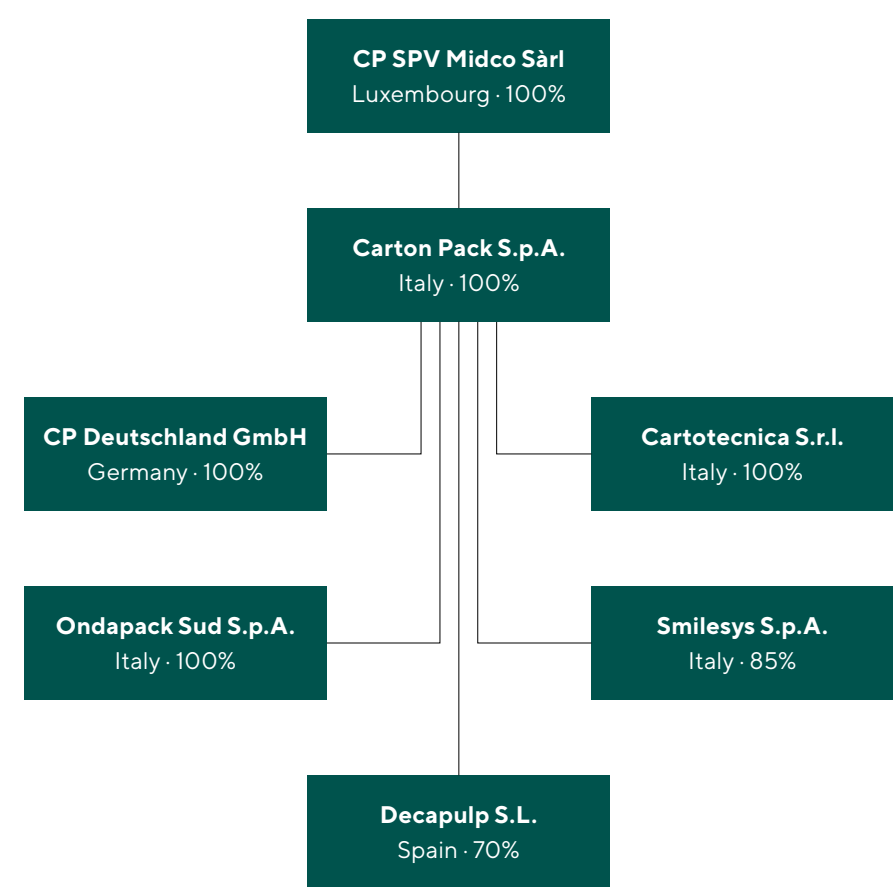 CP SPV Midco Sàrl
Luxembourg · 100%
Carton Pack S.p.A.
Italy · 100%
CP Deutschland GmbH
Germany · 100%
Cartotecnica S.r.l.
Italy · 100%
Ondapack Sud S.p.A.
Italy · 100%
Smilesys S.p.A.
Italy · 85%
Decapulp S.L.
Spain · 70%